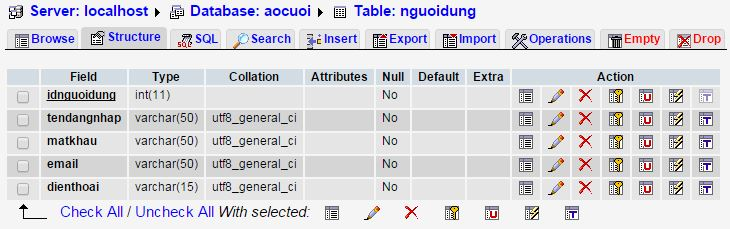 Server: localhost Database: aocuoi Table: nguoidung
Browse Structure SQL Search Insert Export Import Operations Empty Drop
Field Type Collation Attributes Null Default Extra Action
idnguoidung int(11) No
tendangnhap varchar(50) utf8_general_ci No
matkhau varchar(50) utf8_general_ci No
email varchar(50) utf8_general_ci No
dienthoai varchar(15) utf8_general_ci No
Check All / Uncheck All With selected: